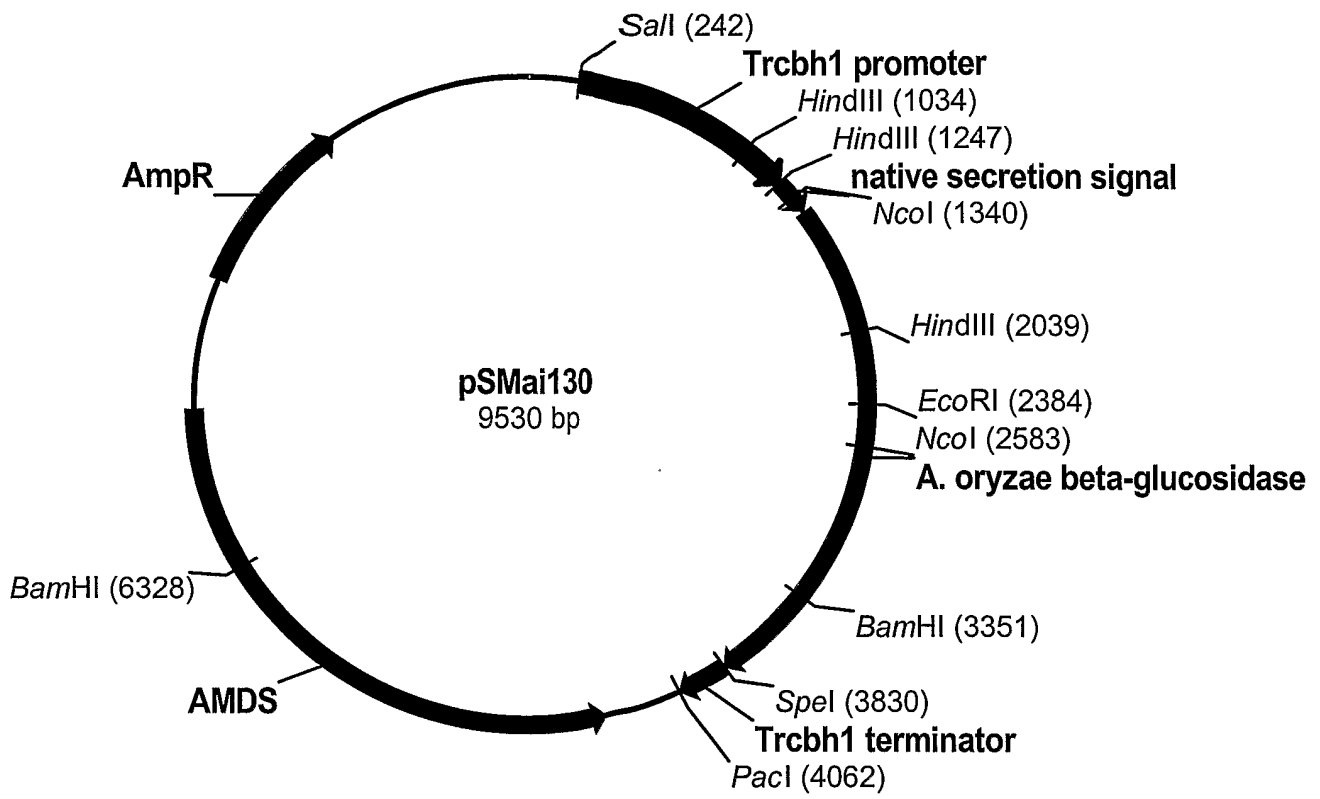 SalI (242)
Trcbh1 promoter
HindIII (1034)
HindIII (1247)
AmpR
native secretion signal
NcoI (1340)
HindIII (2039)
pSMai130
9530 bp
EcoRI (2384)
NcoI (2583)
A. oryzae beta-glucosidase
BamHI (6328)
BamHI (3351)
AMDS
SpeI (3830)
Trcbh1 terminator
PacI (4062)